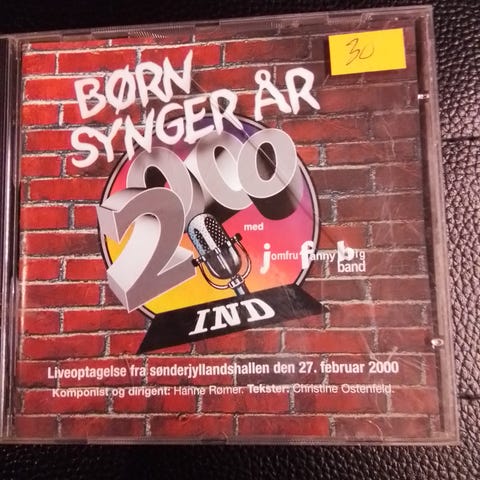 30
BØRN
SYNGER ÅR
2000
med
jomfru fanny borg
band
IND
Liveoptagelse fra sønderjyllandshallen den 27. februar 2000
Komponist og dirigent: Hanne Rømer. Tekster: Christine Ostenfeld.